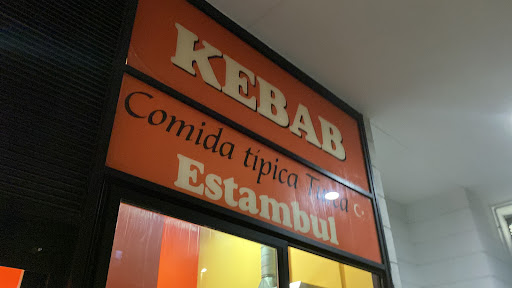 KEBAB
Comida típica Turca
Estambul